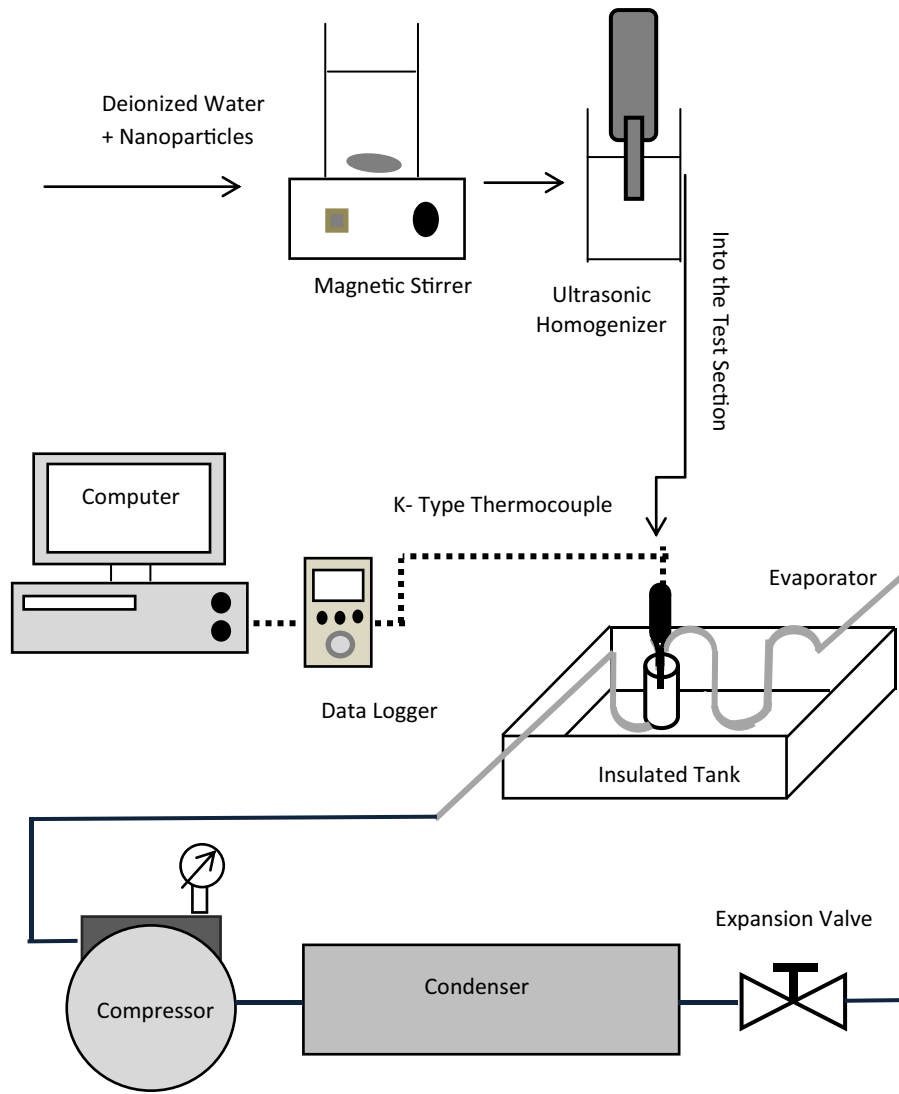 Deionized Water
+ Nanoparticles
Magnetic Stirrer
Ultrasonic
Homogenizer
Into the Test Section
Computer
K- Type Thermocouple
Evaporator
Data Logger
Insulated Tank
Expansion Valve
Compressor
Condenser